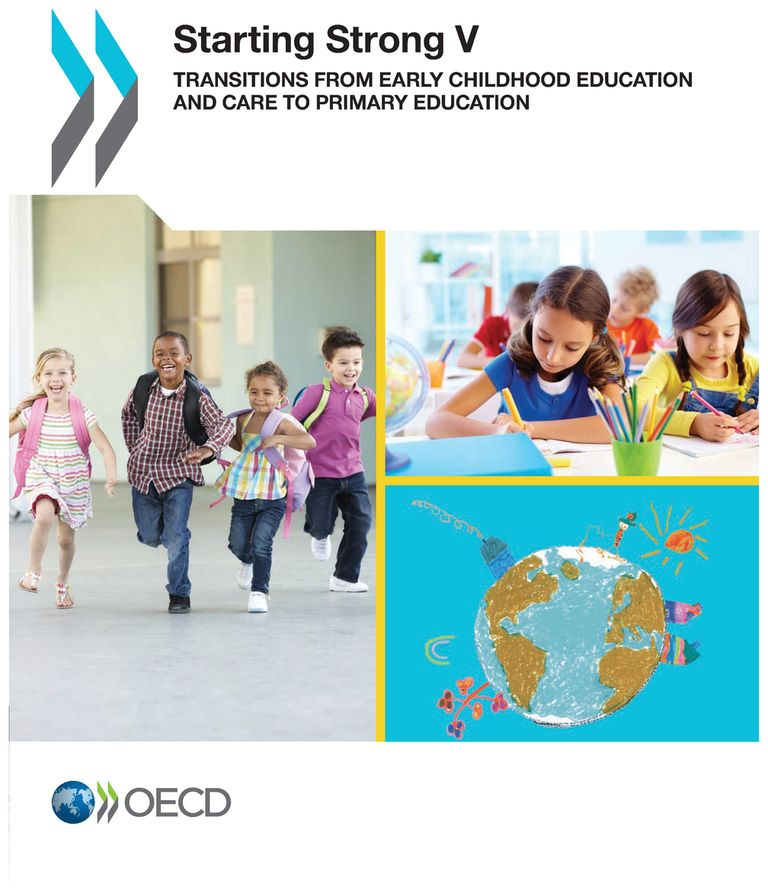 Starting Strong V
TRANSITIONS FROM EARLY CHILDHOOD EDUCATION
AND CARE TO PRIMARY EDUCATION
OECD